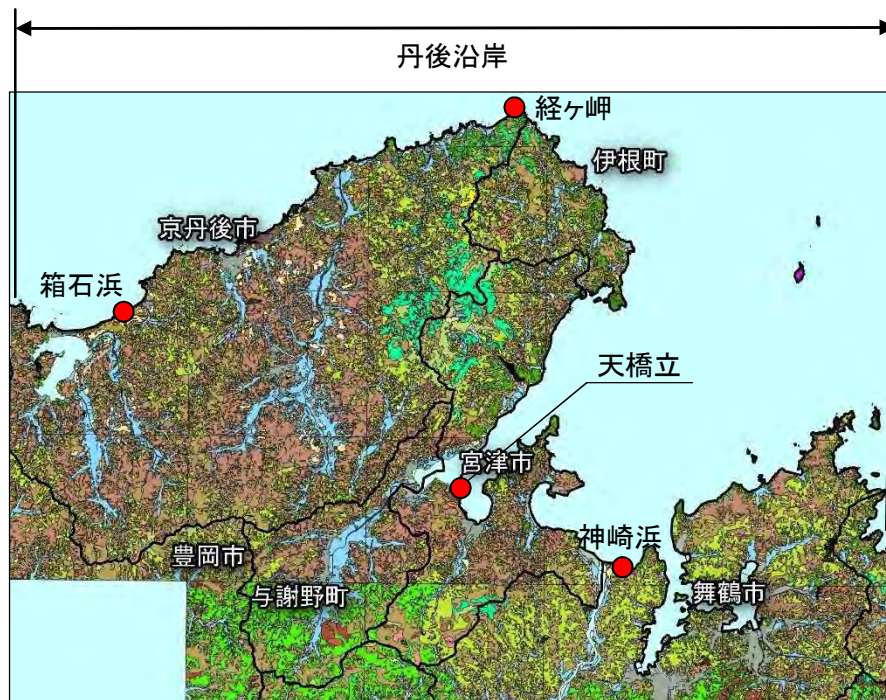 丹後沿岸
経ヶ岬
伊根町
京丹後市
箱石浜
天橋立
宮津市
神崎浜
豊岡市
与謝野町
舞鶴市